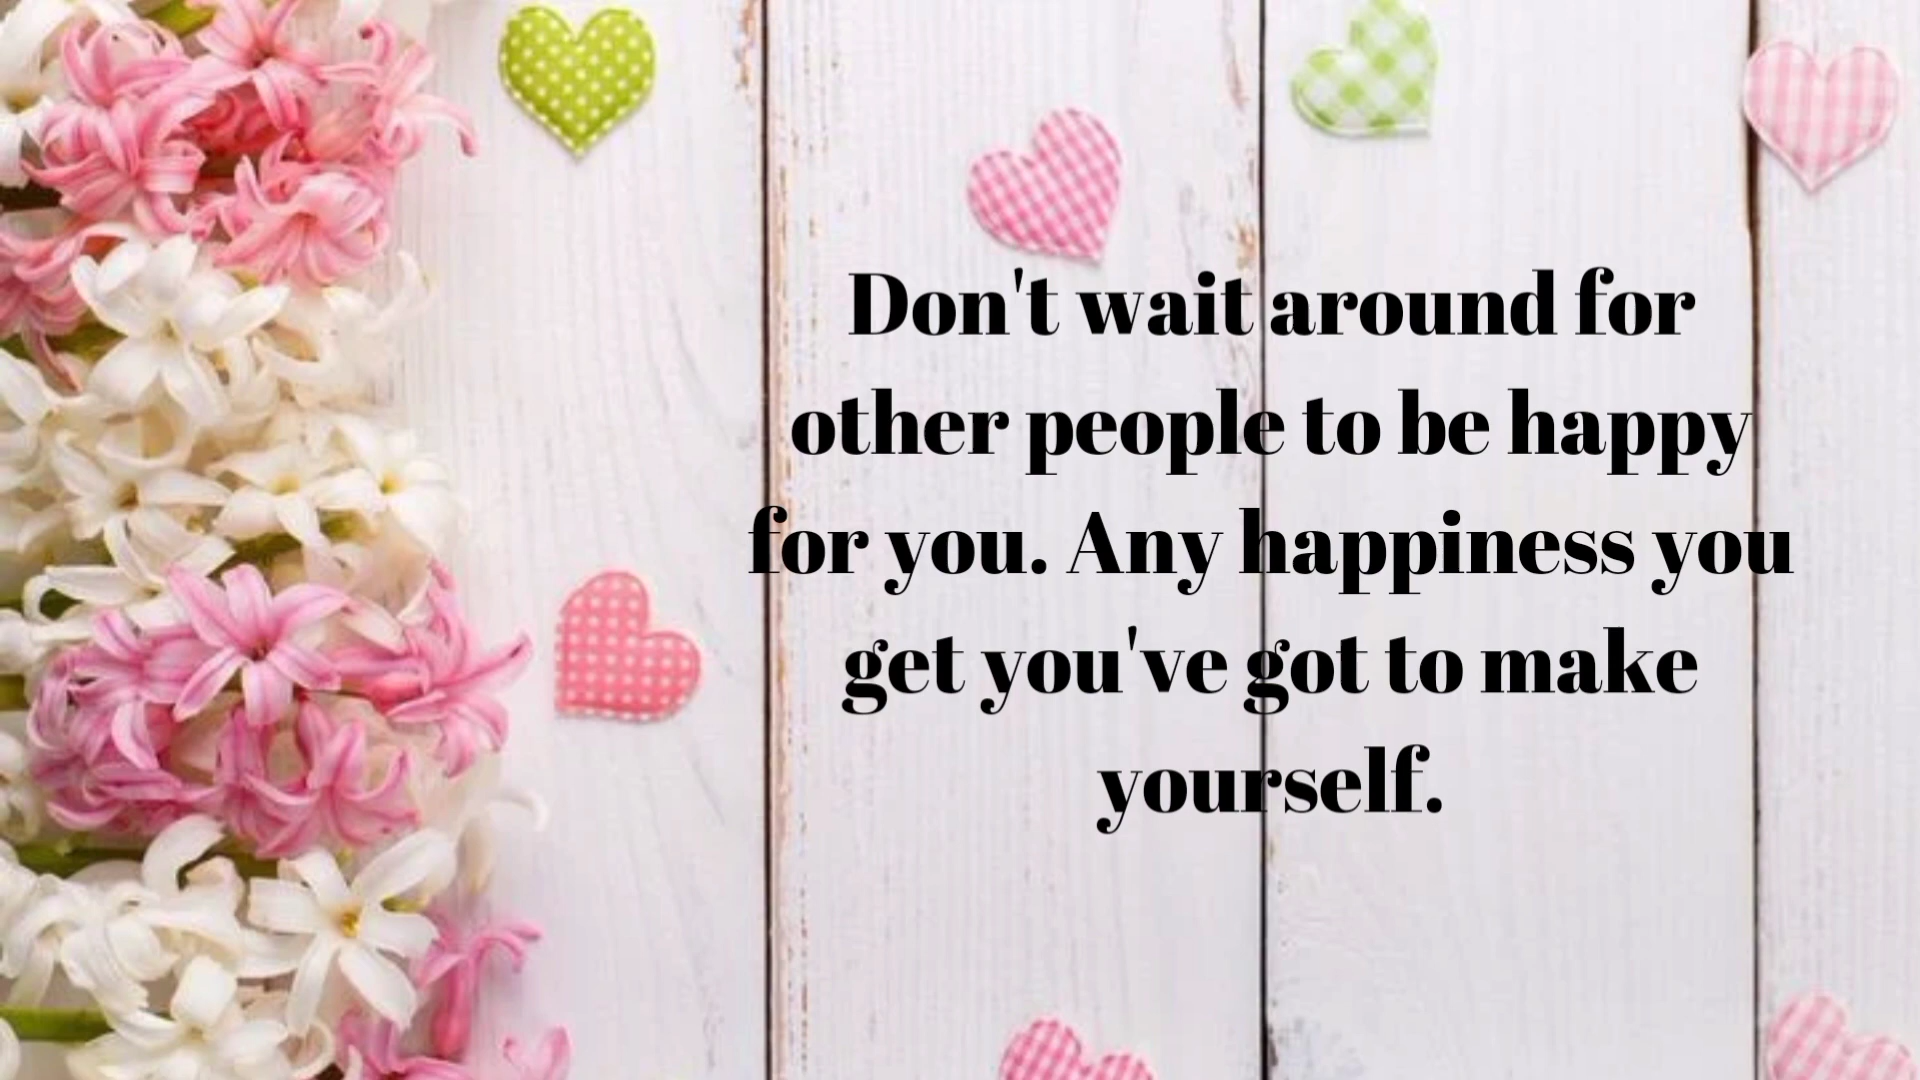 Don't wait around for
other people to be happy
for you. Any happiness you
get you've got to make
yourself.